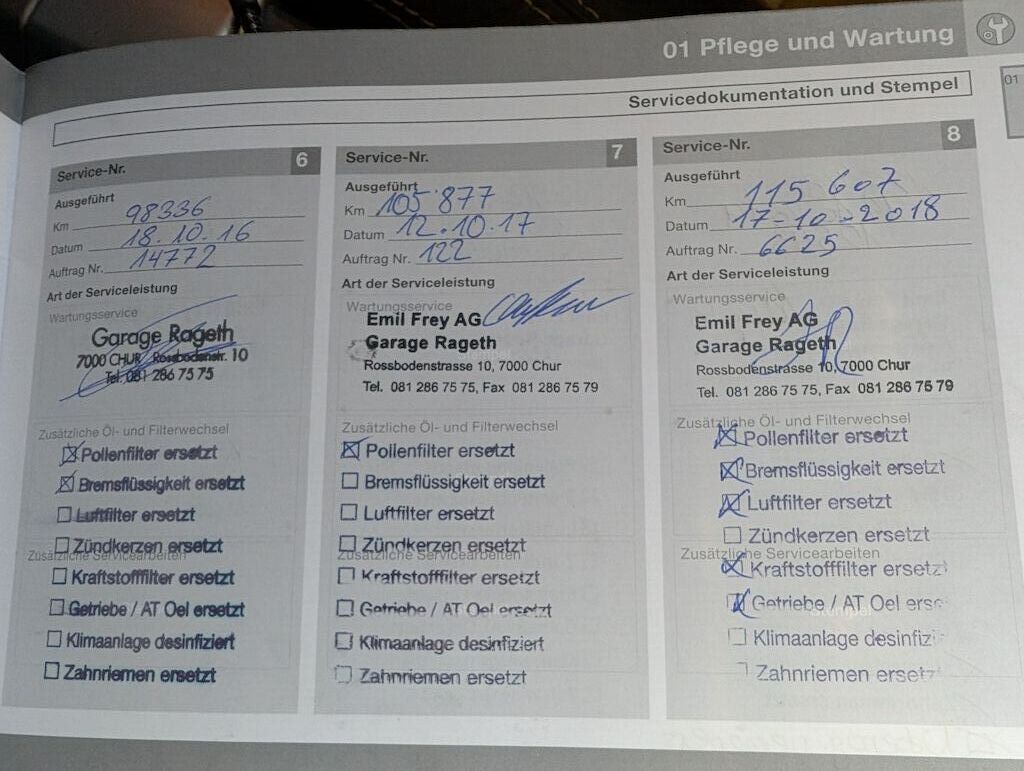 01 Pflege und Wartung
01
Servicedokumentation und Stempel
Service-Nr. 6
Ausgeführt
Km 98336
Datum 18.10.16
Auftrag Nr. 14772
Art der Serviceleistung
Wartungsservice
Garage Rageth
7000 CHUR Rossbodenstr. 10
Tel. 081 286 75 75
Zusätzliche Öl- und Filterwechsel
Pollenfilter ersetzt
Bremsflüssigkeit ersetzt
Luftfilter ersetzt
Zündkerzen ersetzt
Zusätzliche Servicearbeiten
Kraftstofffilter ersetzt
Getriebe / AT Oel ersetzt
Klimaanlage desinfiziert
Zahnriemen ersetzt
Service-Nr. 7
Ausgeführt
Km 105'877
Datum 12.10.17
Auftrag Nr. 122
Art der Serviceleistung
Wartungsservice
Emil Frey AG
Garage Rageth
Rossbodenstrasse 10, 7000 Chur
Tel. 081 286 75 75, Fax 081 286 75 79
Zusätzliche Öl- und Filterwechsel
Pollenfilter ersetzt
Bremsflüssigkeit ersetzt
Luftfilter ersetzt
Zündkerzen ersetzt
Zusätzliche Servicearbeiten
Kraftstofffilter ersetzt
Getriebe / AT Oel ersetzt
Klimaanlage desinfiziert
Zahnriemen ersetzt
Service-Nr. 8
Ausgeführt
Km 115 607
Datum 17-10-2018
Auftrag Nr. 6625
Art der Serviceleistung
Wartungsservice
Emil Frey AG
Garage Rageth
Rossbodenstrasse 10, 7000 Chur
Tel. 081 286 75 75, Fax 081 286 75 79
Zusätzliche Öl- und Filterwechsel
Pollenfilter ersetzt
Bremsflüssigkeit ersetzt
Luftfilter ersetzt
Zündkerzen ersetzt
Zusätzliche Servicearbeiten
Kraftstofffilter ersetz
Getriebe / AT Oel erse
Klimaanlage desinfiz
Zahnriemen ersetz